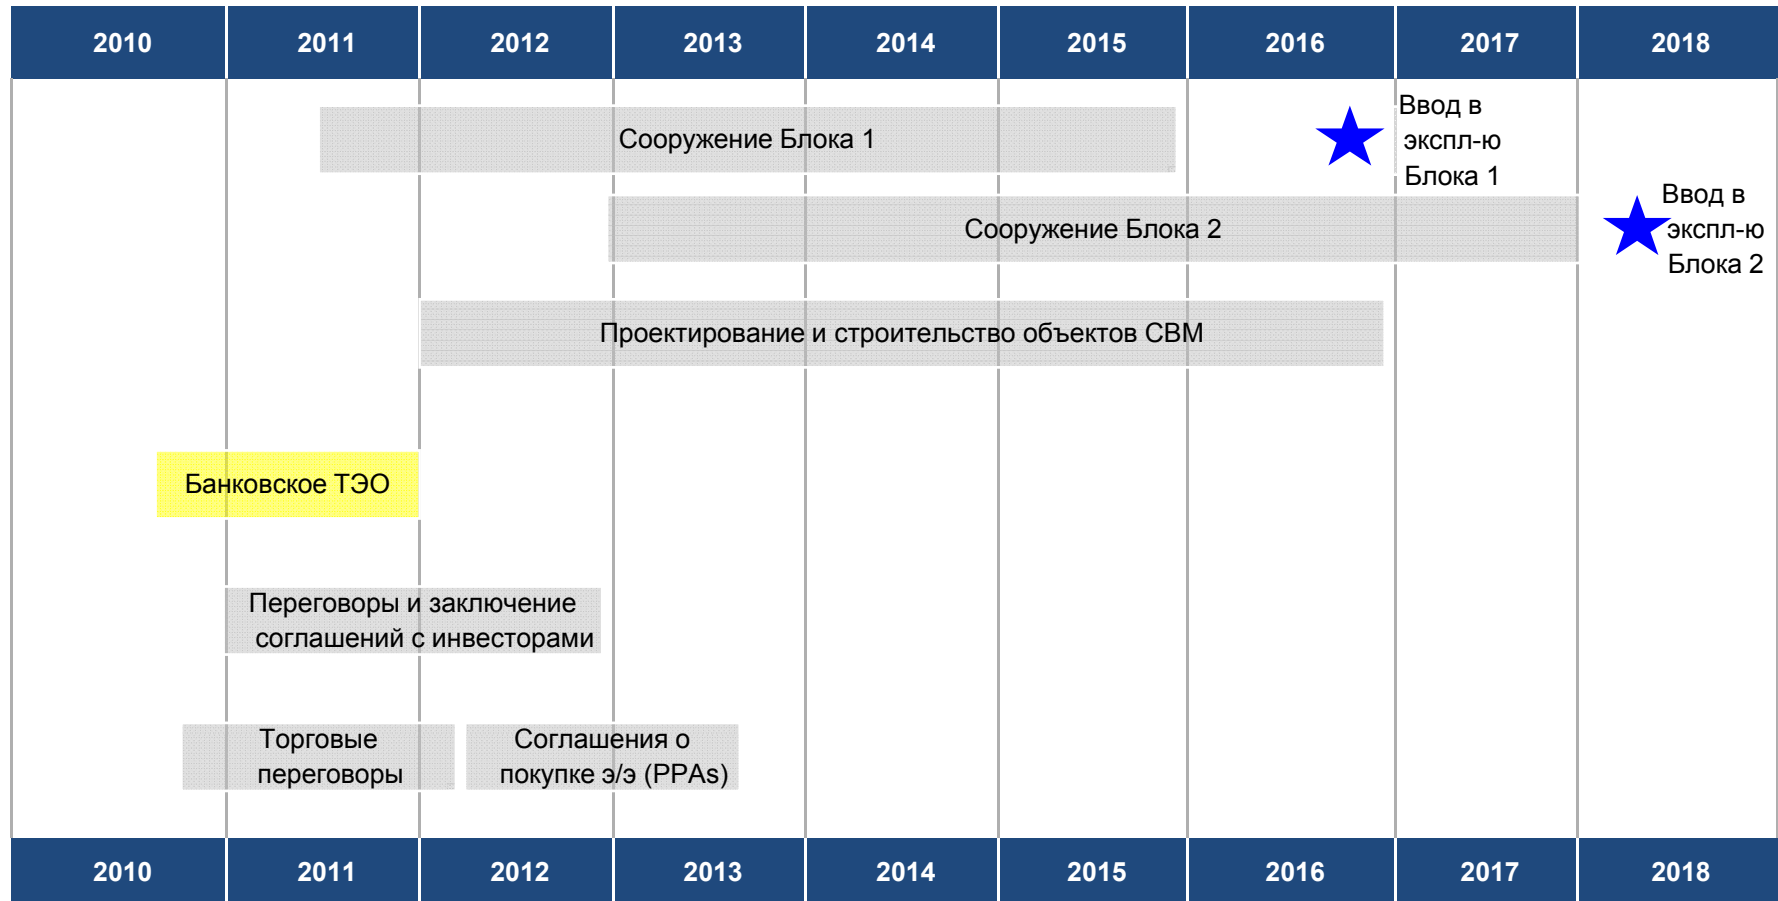 2010 2011 2012 2013 2014 2015 2016 2017 2018
Сооружение Блока 1
Ввод в
экспл-ю
Блока 1
Сооружение Блока 2
Ввод в
экспл-ю
Блока 2
Проектирование и строительство объектов СВМ
Банковское ТЭО
Переговоры и заключение
соглашений с инвесторами
Торговые
переговоры
Соглашения о
покупке э/э (PPAs)
2010 2011 2012 2013 2014 2015 2016 2017 2018